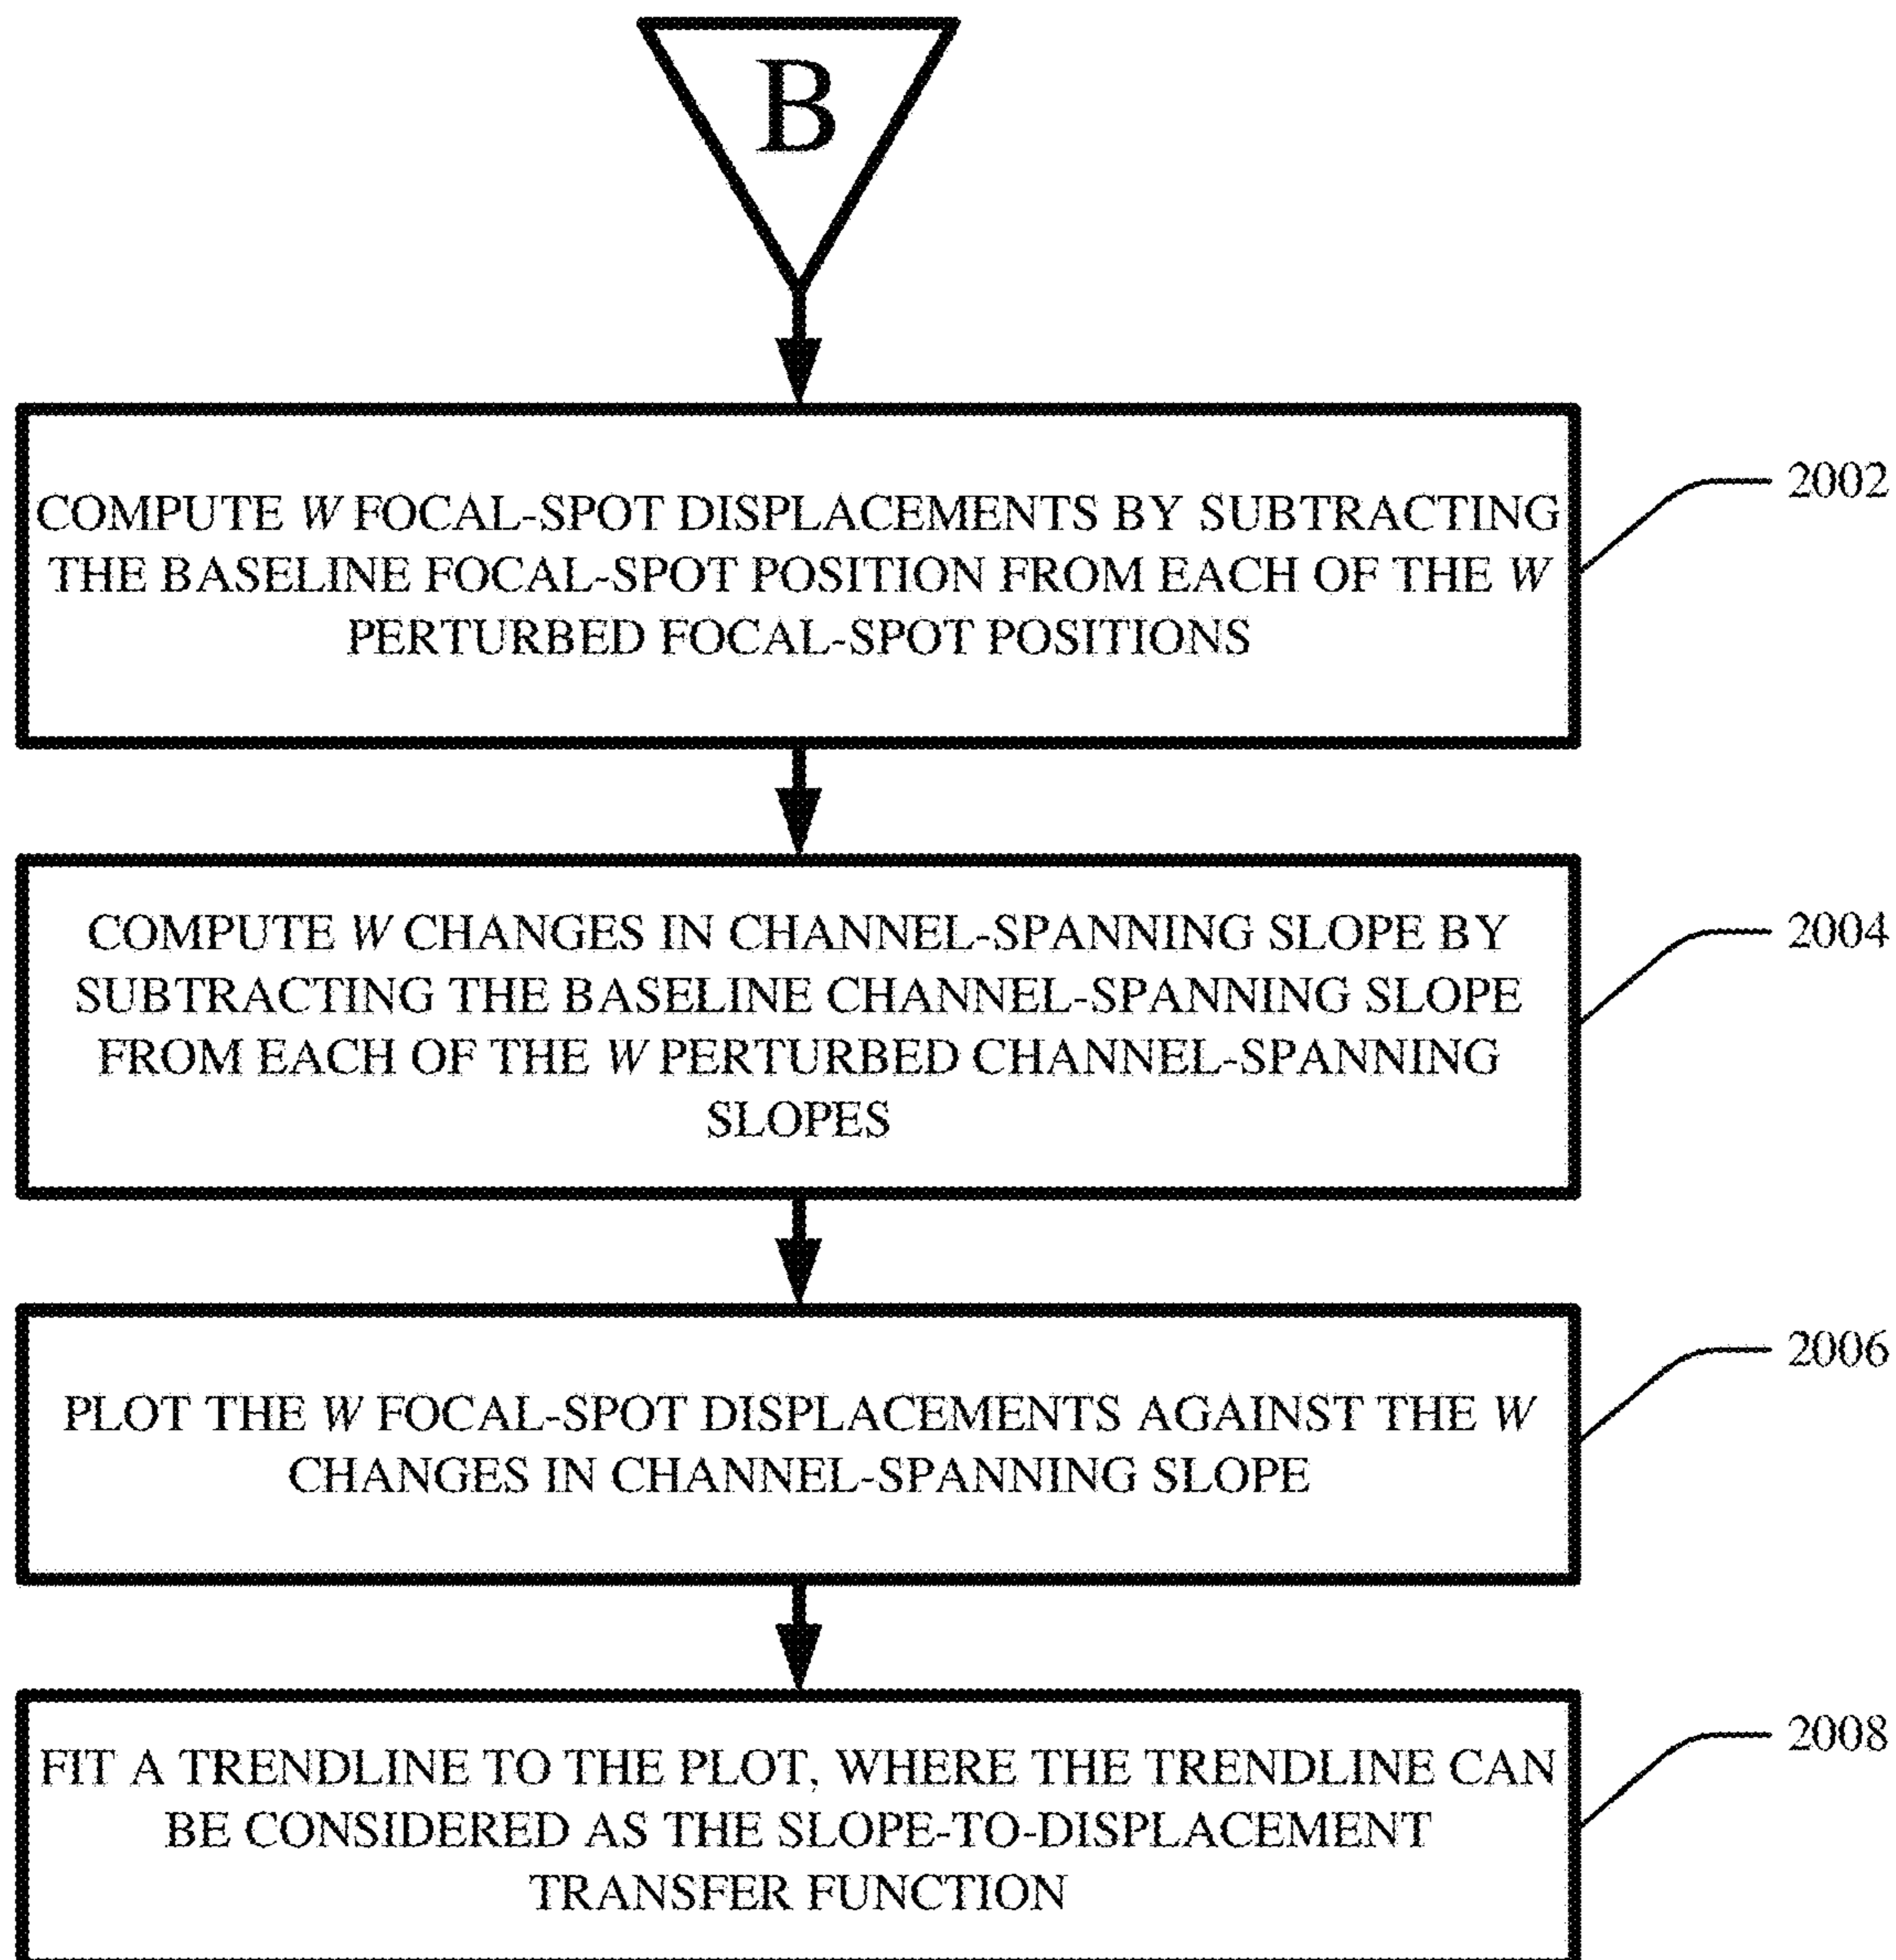 B
COMPUTE W FOCAL-SPOT DISPLACEMENTS BY SUBTRACTING
THE BASELINE FOCAL-SPOT POSITION FROM EACH OF THE W
PERTURBED FOCAL-SPOT POSITIONS
2002
COMPUTE W CHANGES IN CHANNEL-SPANNING SLOPE BY
SUBTRACTING THE BASELINE CHANNEL-SPANNING SLOPE
FROM EACH OF THE W PERTURBED CHANNEL-SPANNING
SLOPES
2004
PLOT THE W FOCAL-SPOT DISPLACEMENTS AGAINST THE W
CHANGES IN CHANNEL-SPANNING SLOPE
2006
FIT A TRENDLINE TO THE PLOT, WHERE THE TRENDLINE CAN
BE CONSIDERED AS THE SLOPE-TO-DISPLACEMENT
TRANSFER FUNCTION
2008